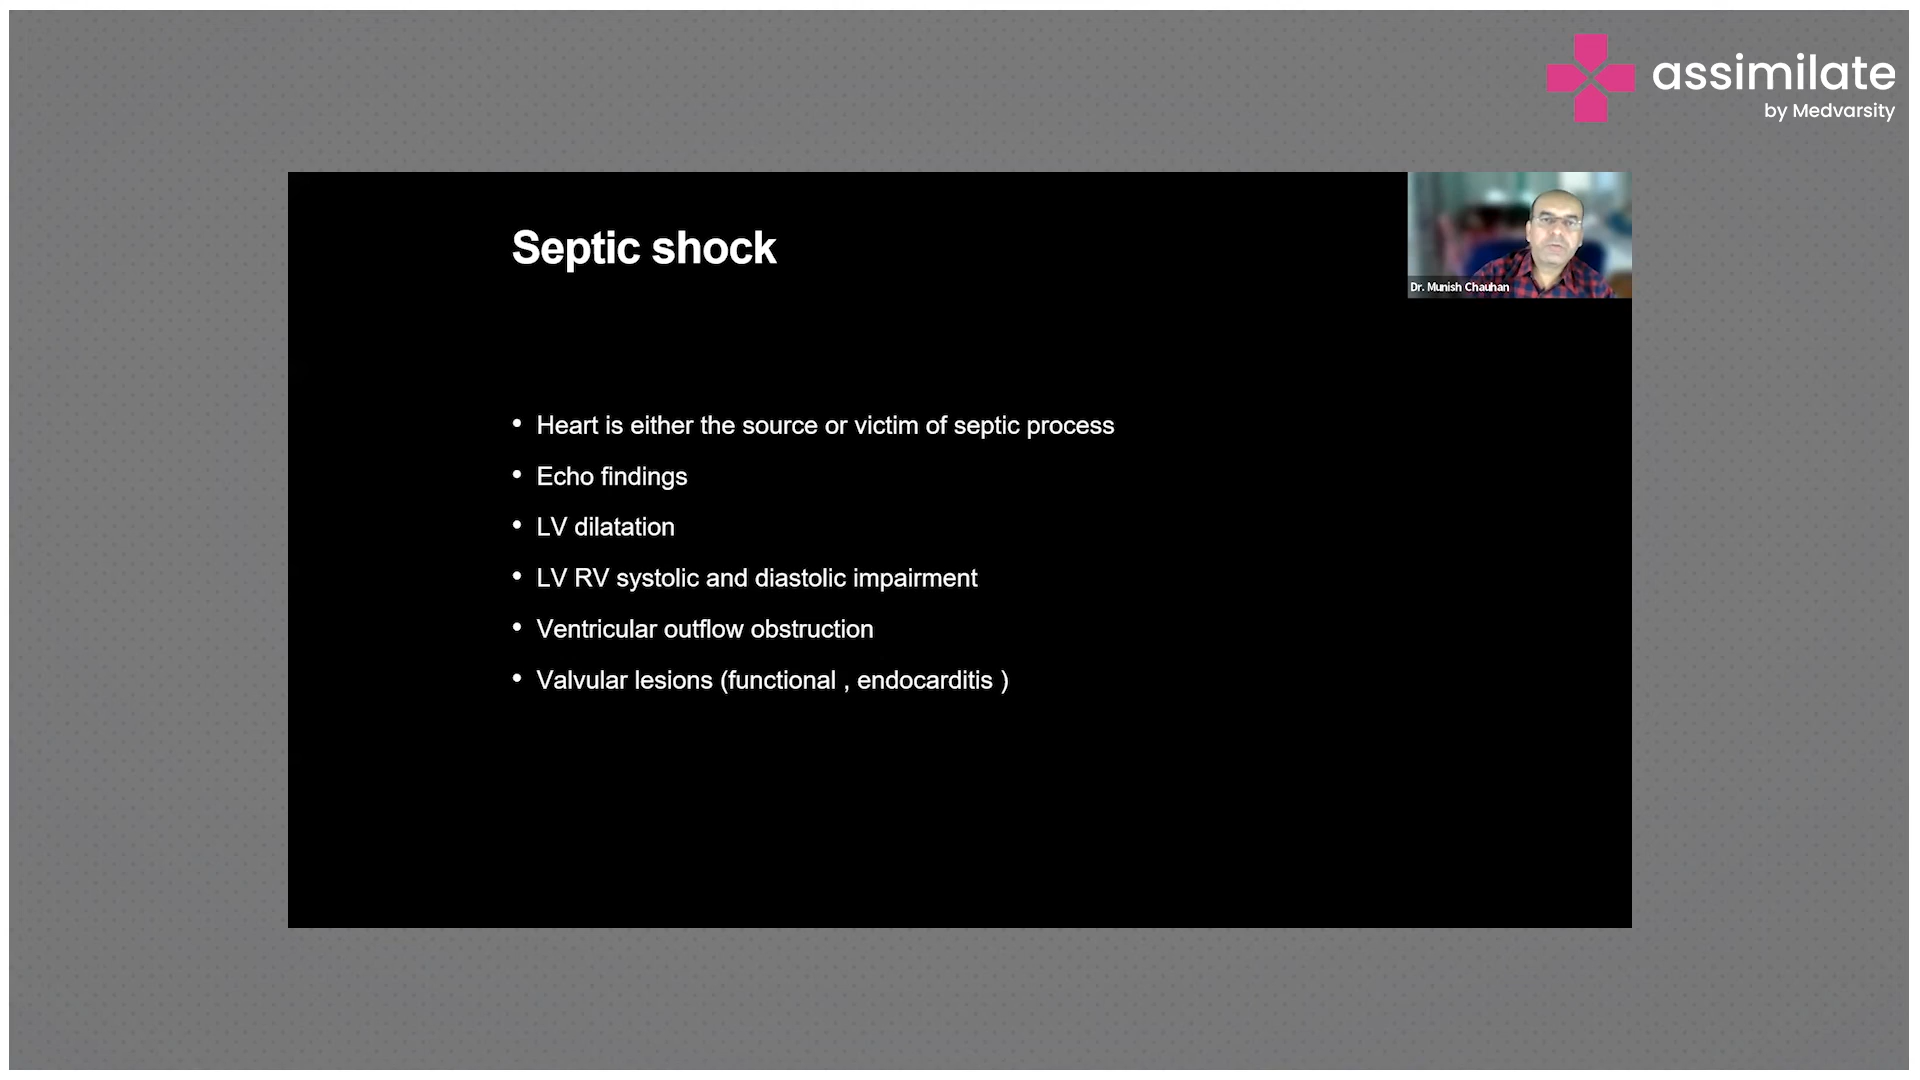 assimilate
by Medvarsity
Septic shock
Dr. Munish Chauhan
• Heart is either the source or victim of septic process
• Echo findings
• LV dilatation
• LV RV systolic and diastolic impairment
• Ventricular outflow obstruction
• Valvular lesions (functional , endocarditis )